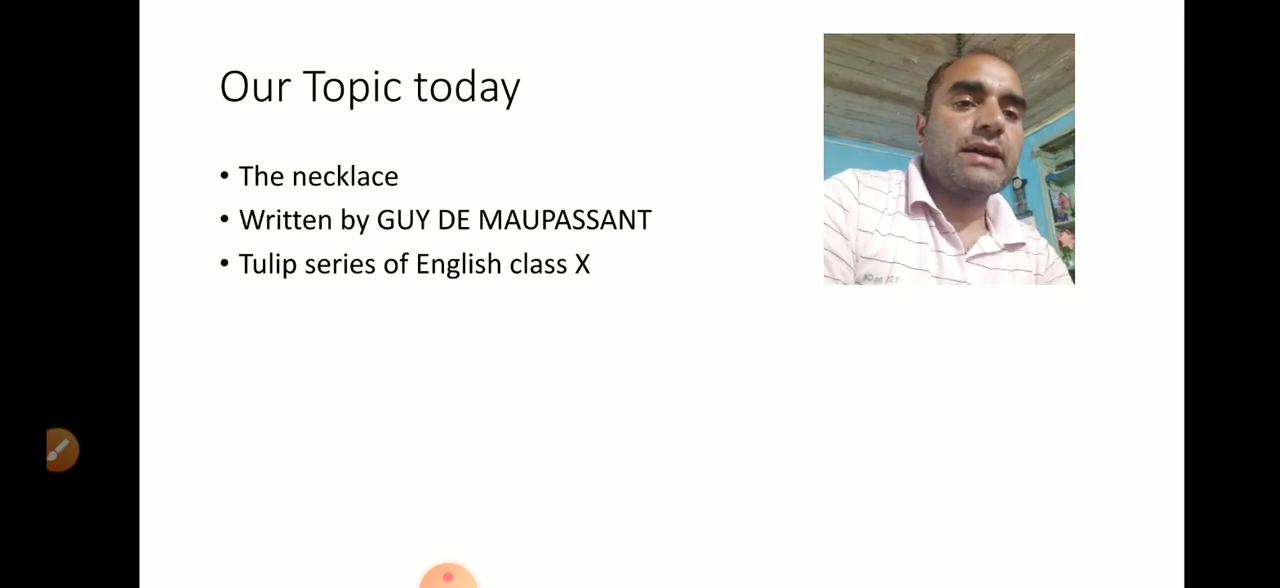 Our Topic today
• The necklace
• Written by GUY DE MAUPASSANT
• Tulip series of English class X